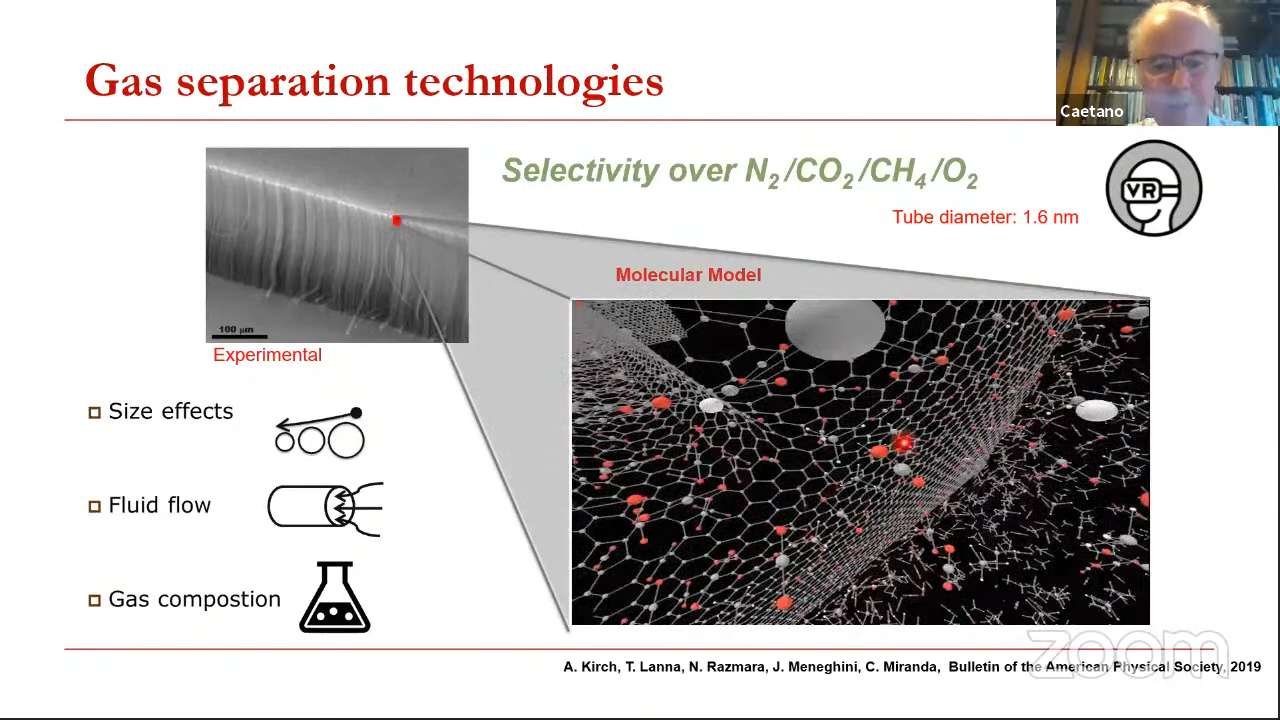 Gas separation technologies
Caetano
Selectivity over N2/CO2/CH4/O2
VR
Tube diameter: 1.6 nm
Molecular Model
100 µm
Experimental
Size effects
Fluid flow
Gas compostion
zoom
A. Kirch, T. Lanna, N. Razmara, J. Meneghini, C. Miranda, Bulletin of the American Physical Society, 2019